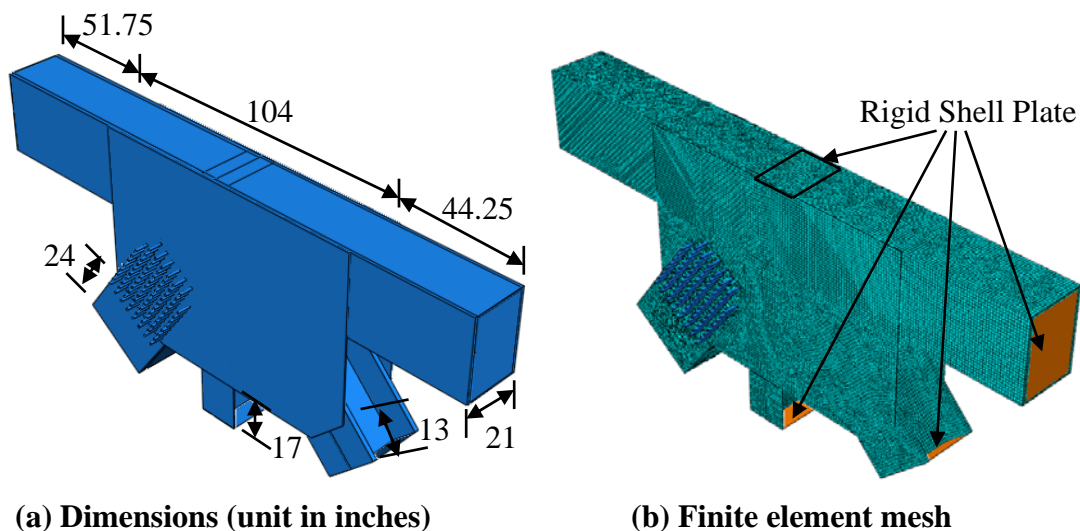 51.75
104
Rigid Shell Plate
44.25
24
13
17
21
(a) Dimensions (unit in inches)
(b) Finite element mesh